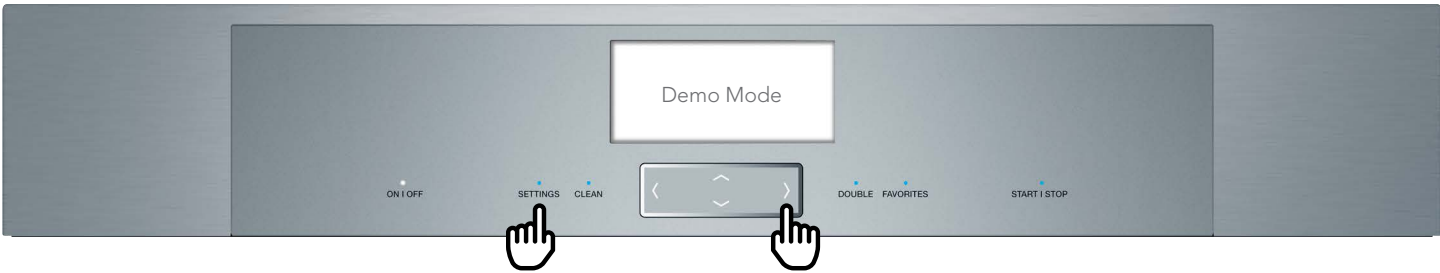 Demo Mode
ON I OFF
SETTINGS
CLEAN
DOUBLE
FAVORITES
START I STOP